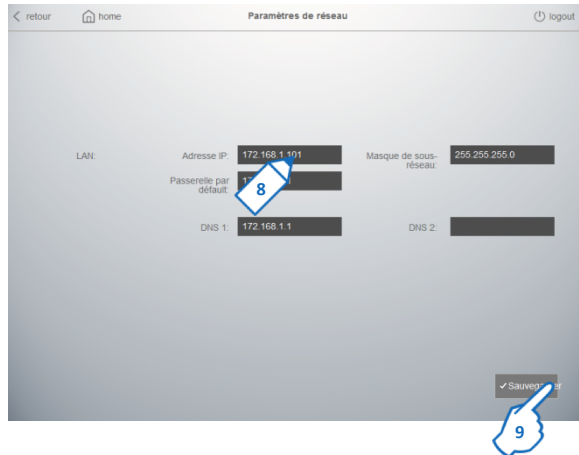 retour home Paramètres de réseau logout
LAN: Adresse IP: 172.168.1.101 Masque de sous-réseau: 255.255.255.0
Passerelle par défault:
8
DNS 1: 172.168.1.1 DNS 2:
9